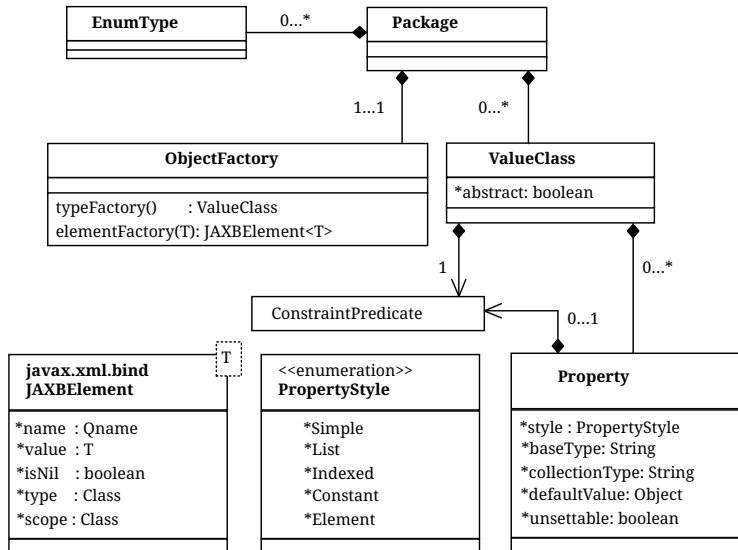 EnumType
0...*
Package
1...1
0...*
ObjectFactory
typeFactory() : ValueClass
elementFactory(T): JAXBElement<T>
ValueClass
*abstract: boolean
1
0...*
ConstraintPredicate
0...1
javax.xml.bind
JAXBElement
T
*name : Qname
*value : T
*isNil : boolean
*type : Class
*scope : Class
<<enumeration>>
PropertyStyle
*Simple
*List
*Indexed
*Constant
*Element
Property
*style : PropertyStyle
*baseType: String
*collectionType: String
*defaultValue: Object
*unsettable: boolean